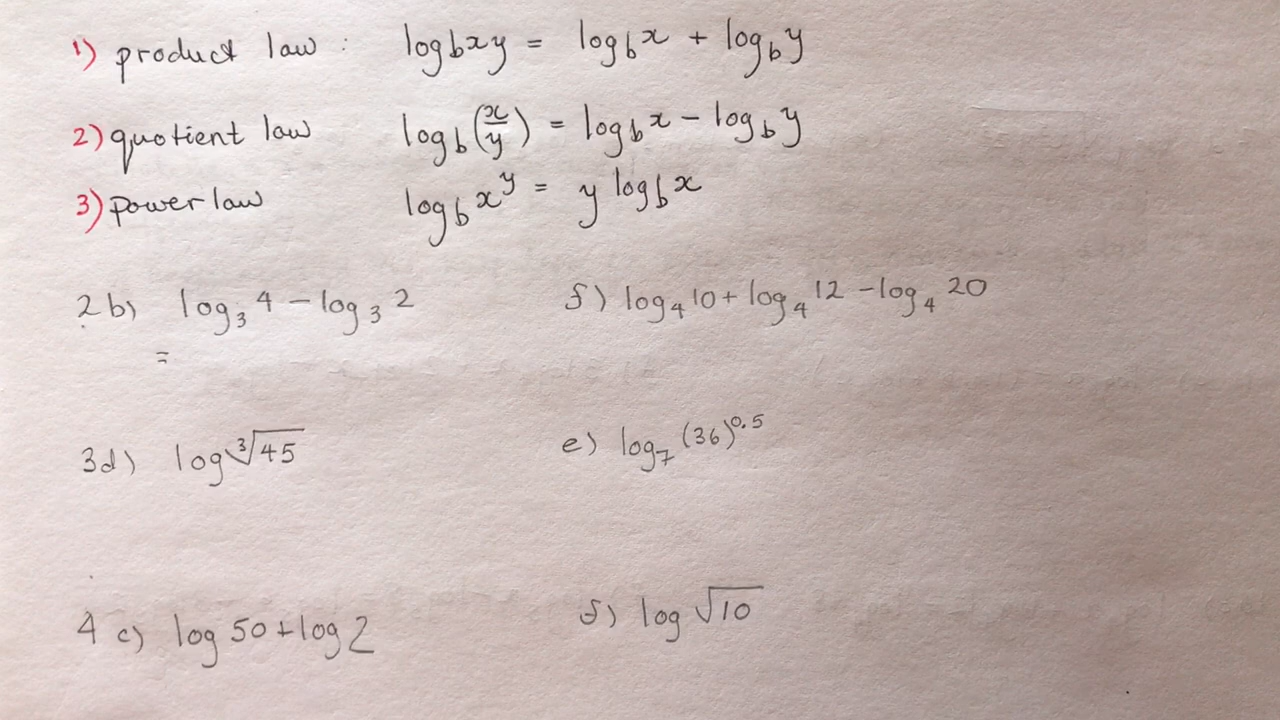 1) product law : log_b xy = log_b x + log_b y
2) quotient law log_b (x/y) = log_b x − log_b y
3) power law log_b x^y = y log_b x
2 b) log_3 4 − log_3 2 f) log_4 10 + log_4 12 − log_4 20
=
3d) log ∛45 e) log_7 (36)^0.5
4 c) log 50 + log 2 f) log √10